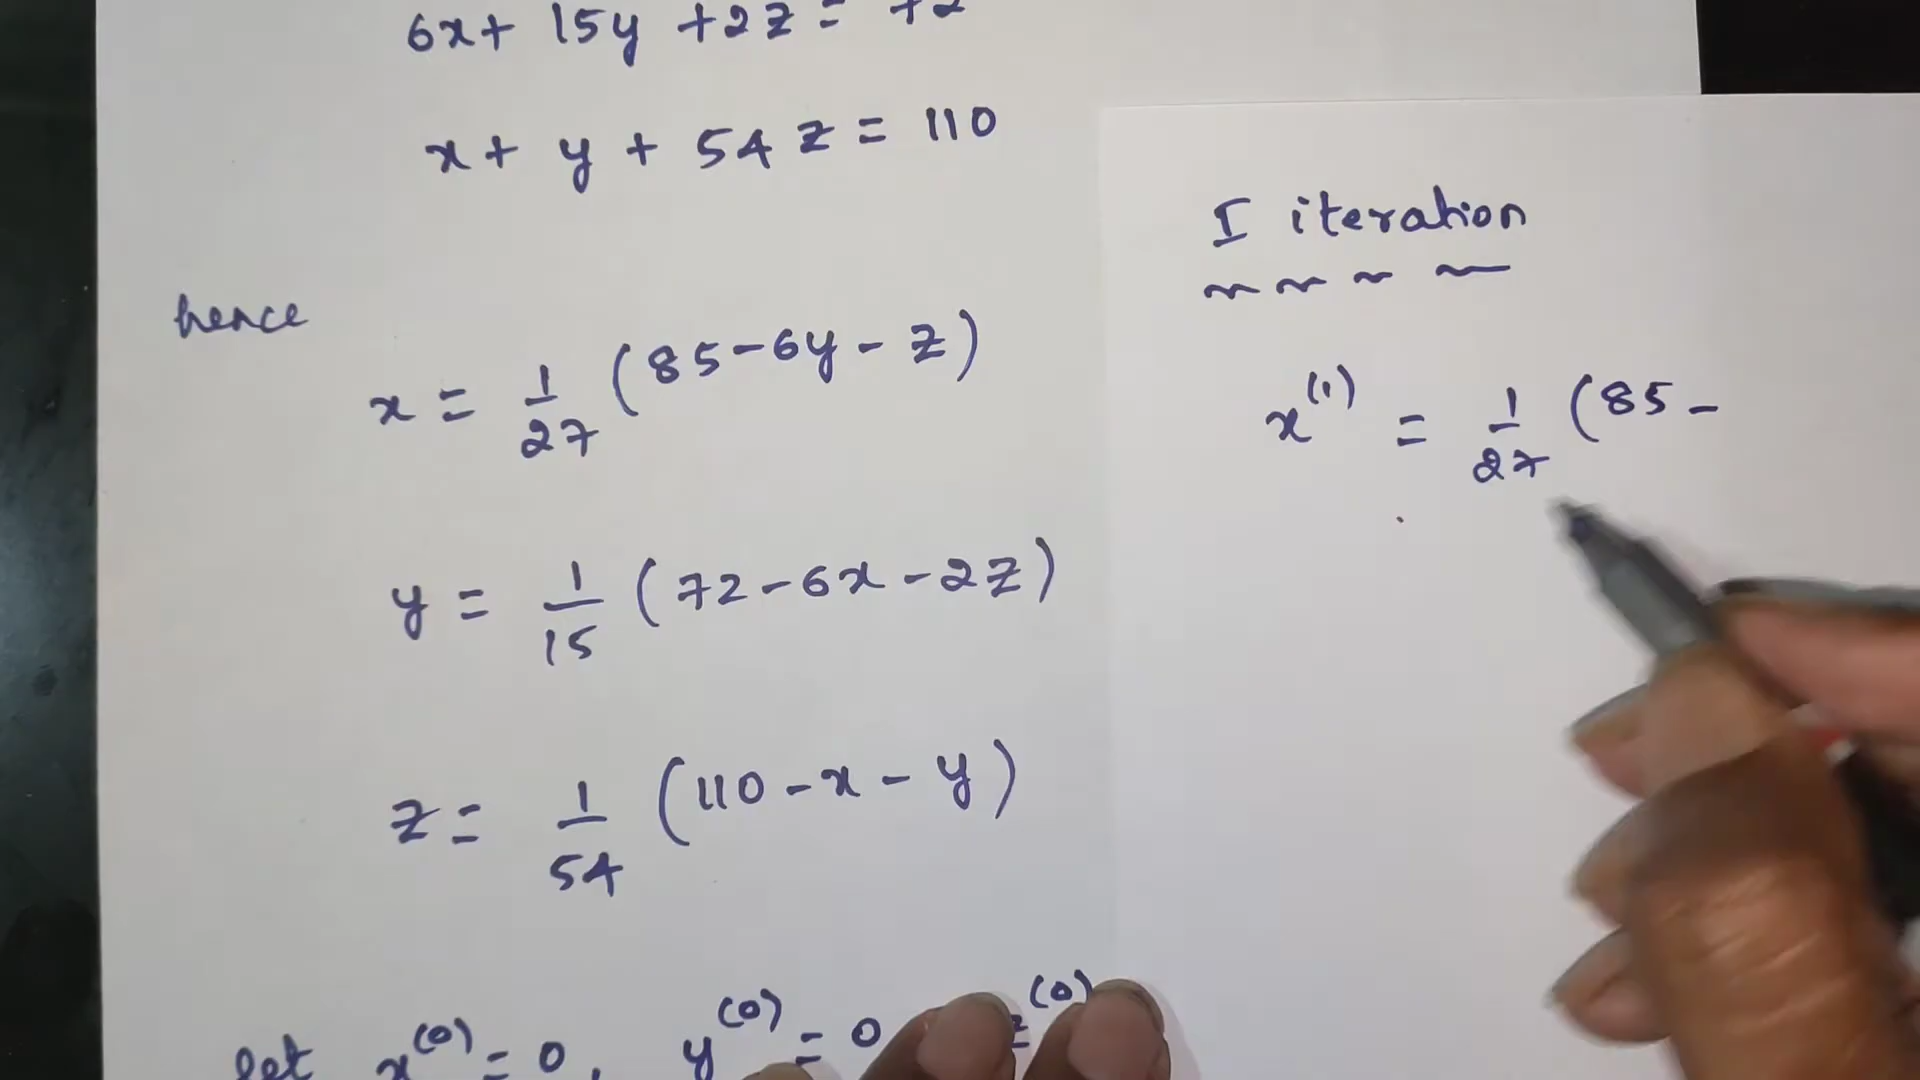 6x + 15y + 2z = 72
x + y + 54z = 110
hence
x = 1/27 (85 - 6y - z)
y = 1/15 (72 - 6x - 2z)
z = 1/54 (110 - x - y)
let x^(0) = 0, y^(0) = 0 z^(0)
I iteration
x^(1) = 1/27 (85 -